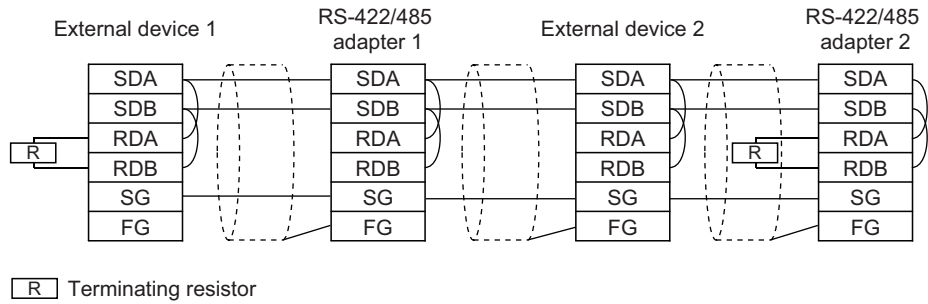 External device 1
RS-422/485
adapter 1
External device 2
RS-422/485
adapter 2
SDA SDA SDA SDA
SDB SDB SDB SDB
RDA RDA RDA RDA
R R
RDB RDB RDB RDB
SG SG SG SG
FG FG FG FG
R Terminating resistor